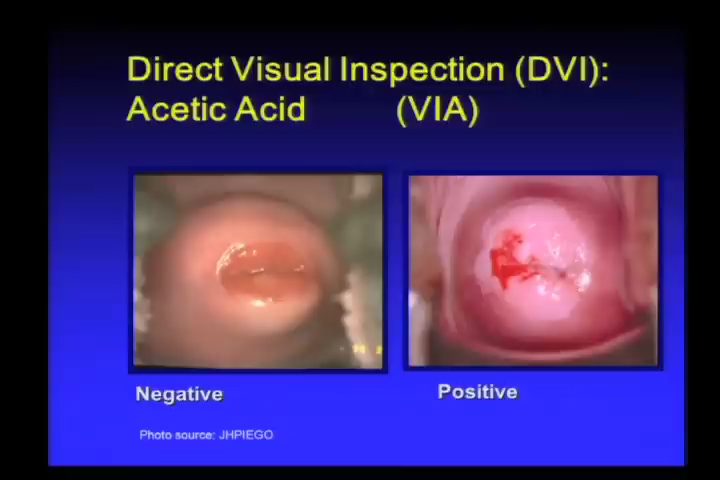 Direct Visual Inspection (DVI):
Acetic Acid (VIA)
Negative
Positive
Photo source: JHPIEGO